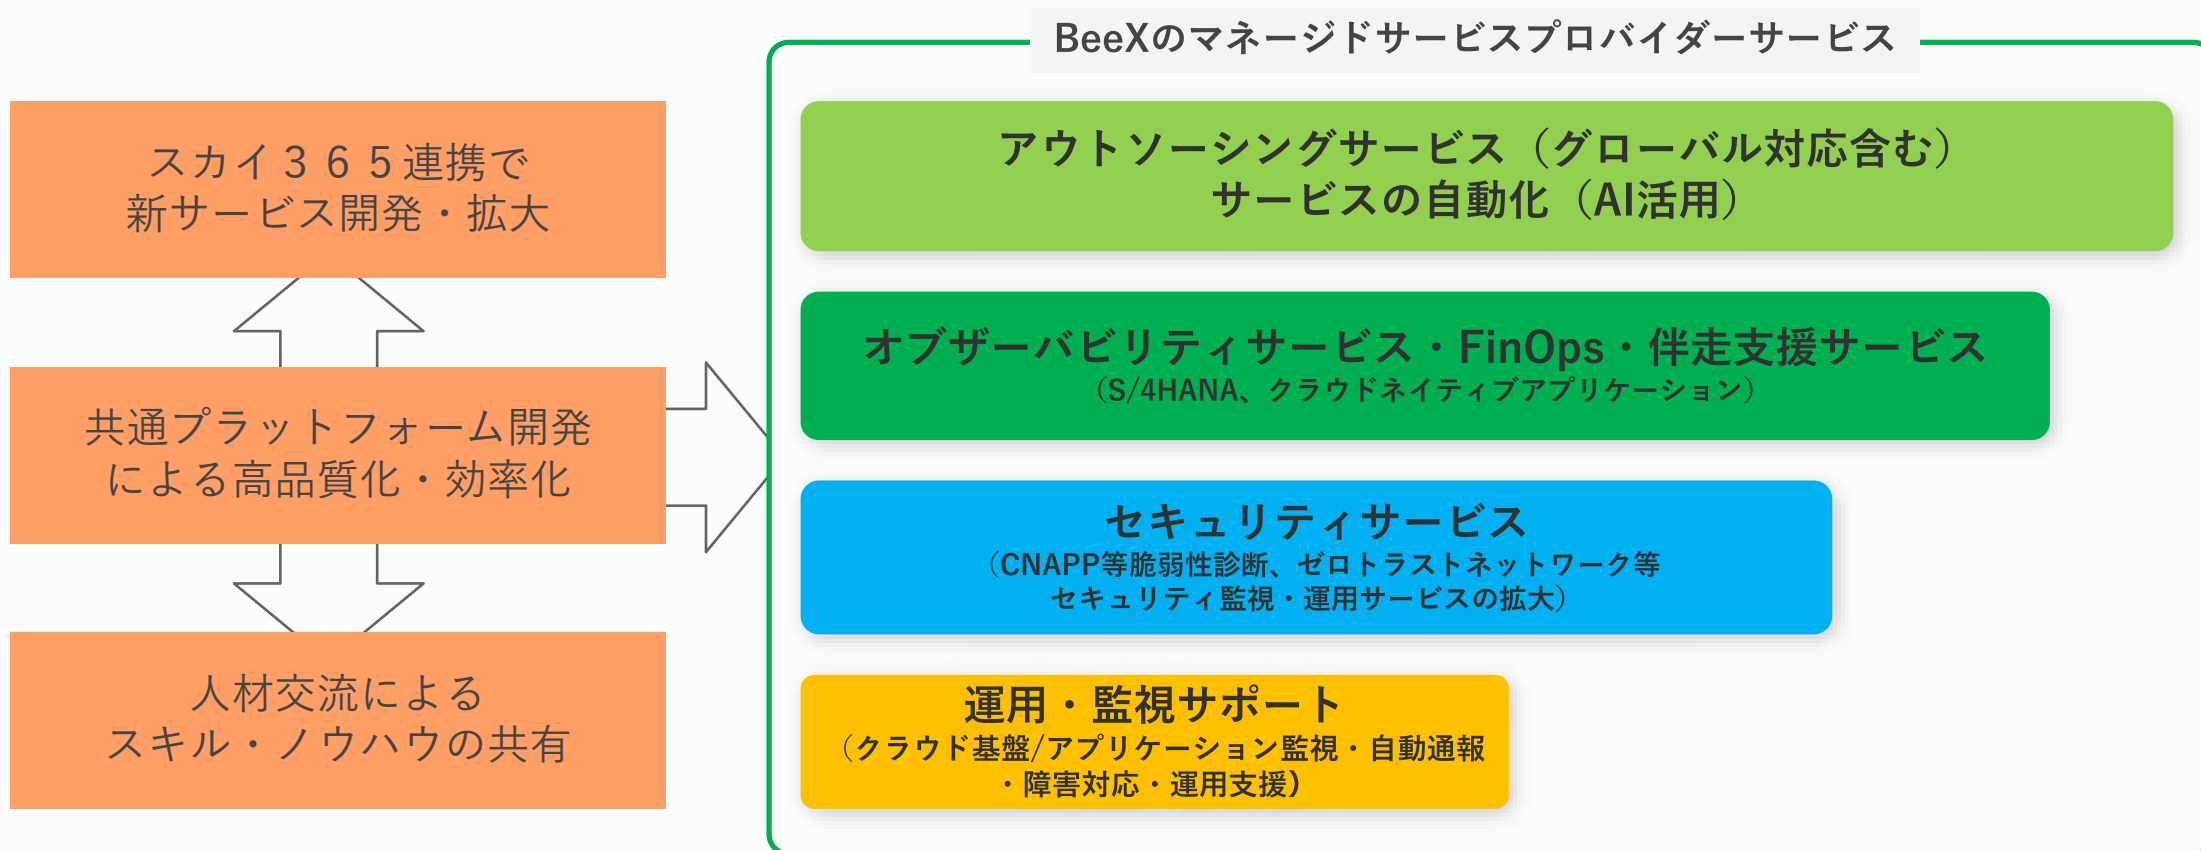 BeeXのマネージドサービスプロバイダーサービス
スカイ３６５連携で
新サービス開発・拡大
共通プラットフォーム開発
による高品質化・効率化
人材交流による
スキル・ノウハウの共有
アウトソーシングサービス（グローバル対応含む）
サービスの自動化（AI活用）
オブザーバビリティサービス・FinOps・伴走支援サービス
（S/4HANA、クラウドネイティブアプリケーション）
セキュリティサービス
（CNAPP等脆弱性診断、ゼロトラストネットワーク等
セキュリティ監視・運用サービスの拡大）
運用・監視サポート
（クラウド基盤/アプリケーション監視・自動通報
・障害対応・運用支援)